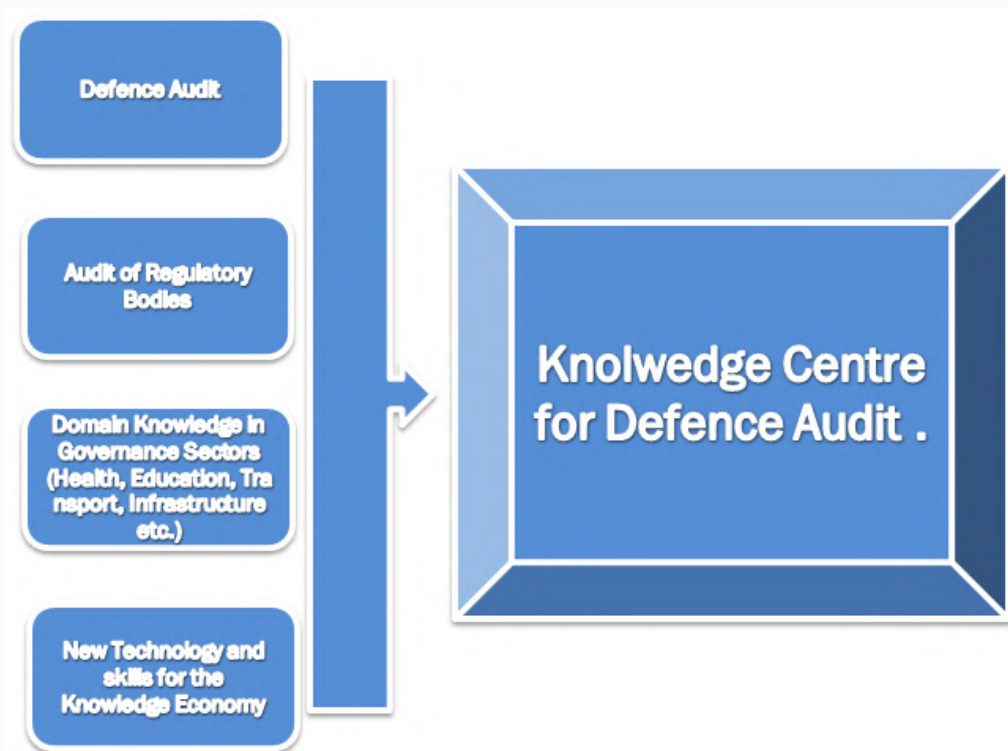 Defence Audit
Audit of Regulatory
Bodies
Domain Knowledge in
Governance Sectors
(Health, Education, Tra
nsport, Infrastructure
etc.)
New Technology and
skills for the
Knowledge Economy
Knolwedge Centre
for Defence Audit .